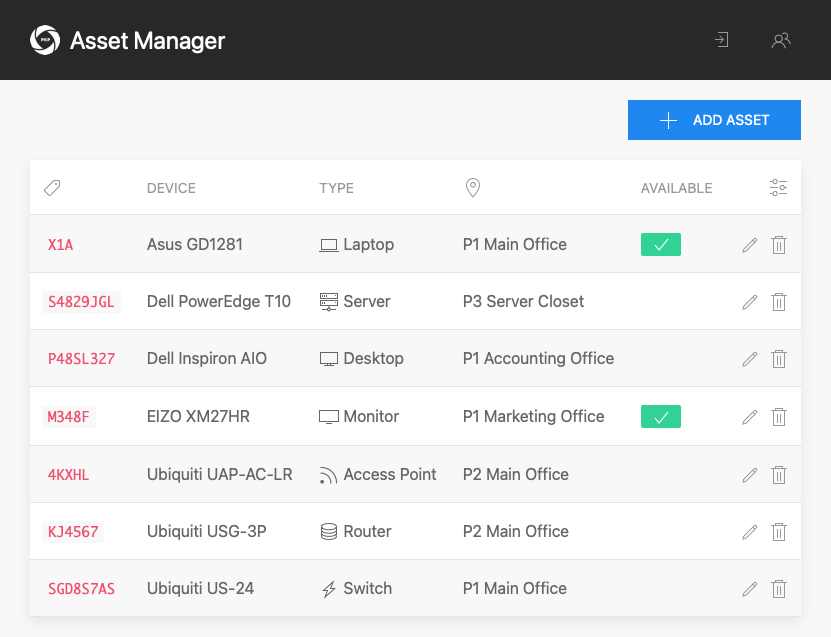 PKP Asset Manager
ADD ASSET
DEVICE TYPE AVAILABLE
X1A Asus GD1281 Laptop P1 Main Office
S4829JGL Dell PowerEdge T10 Server P3 Server Closet
P48SL327 Dell Inspiron AIO Desktop P1 Accounting Office
M348F EIZO XM27HR Monitor P1 Marketing Office
4KXHL Ubiquiti UAP-AC-LR Access Point P2 Main Office
KJ4567 Ubiquiti USG-3P Router P2 Main Office
SGD8S7AS Ubiquiti US-24 Switch P1 Main Office